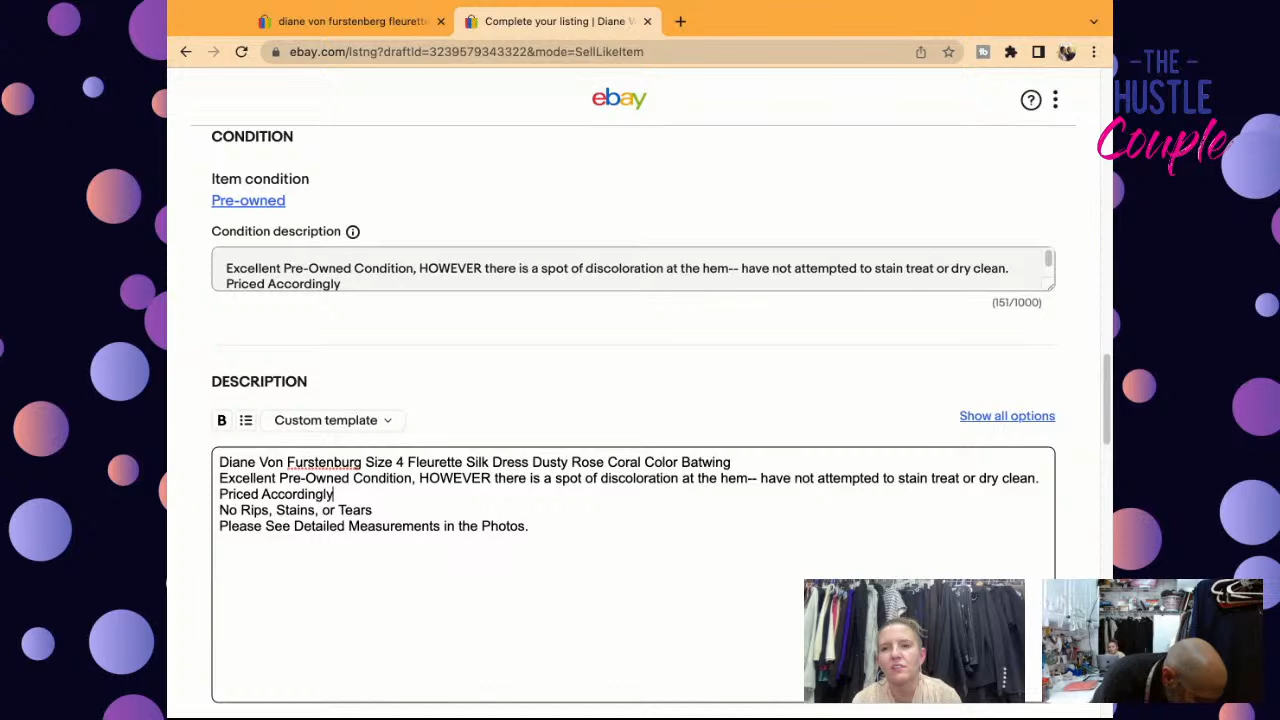 diane von furstenberg fleurette
Complete your listing | Diane V
ebay.com/lstng?draftId=3239579343322&mode=SellLikeItem
-THE-
HUSTLE
Couple
ebay
CONDITION
Item condition
Pre-owned
Condition description
Excellent Pre-Owned Condition, HOWEVER there is a spot of discoloration at the hem-- have not attempted to stain treat or dry clean.
Priced Accordingly
(151/1000)
DESCRIPTION
B Custom template
Show all options
Diane Von Furstenburg Size 4 Fleurette Silk Dress Dusty Rose Coral Color Batwing
Excellent Pre-Owned Condition, HOWEVER there is a spot of discoloration at the hem-- have not attempted to stain treat or dry clean.
Priced Accordingly
No Rips, Stains, or Tears
Please See Detailed Measurements in the Photos.